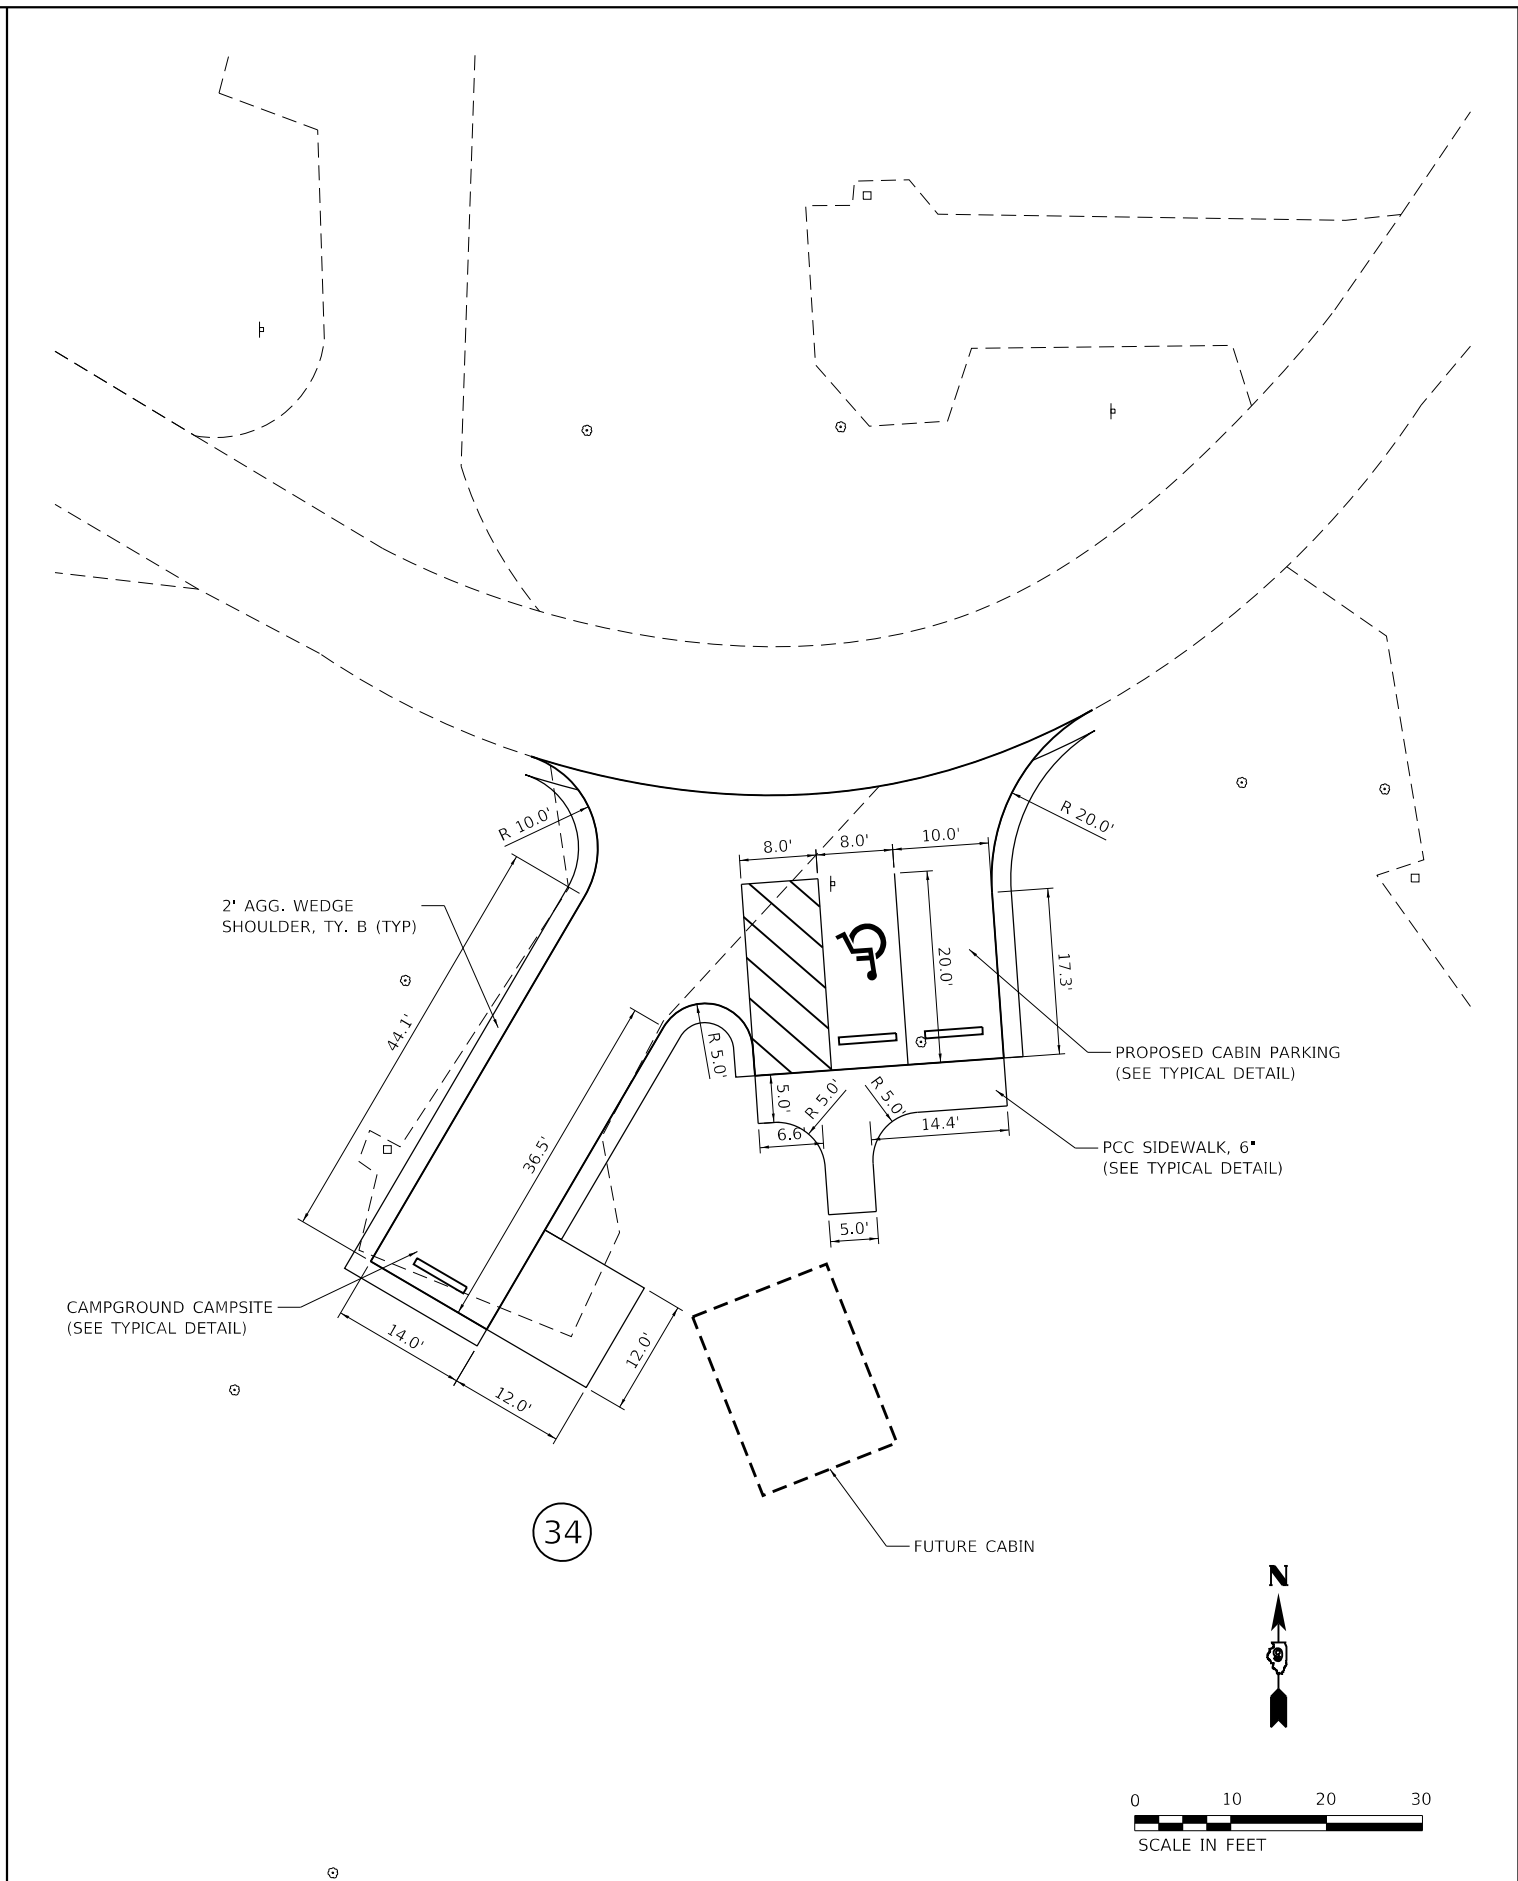 R 10.0'
R 20.0'
8.0'
8.0'
10.0'
2' AGG. WEDGE
SHOULDER, TY. B (TYP)
20.0'
17.3'
44.1'
R 5.0'
PROPOSED CABIN PARKING
(SEE TYPICAL DETAIL)
5.0'
R 5.0'
R 5.0'
6.6'
14.4'
36.5'
PCC SIDEWALK, 6"
(SEE TYPICAL DETAIL)
5.0'
CAMPGROUND CAMPSITE
(SEE TYPICAL DETAIL)
14.0'
12.0'
12.0'
34
FUTURE CABIN
N
0 10 20 30
SCALE IN FEET